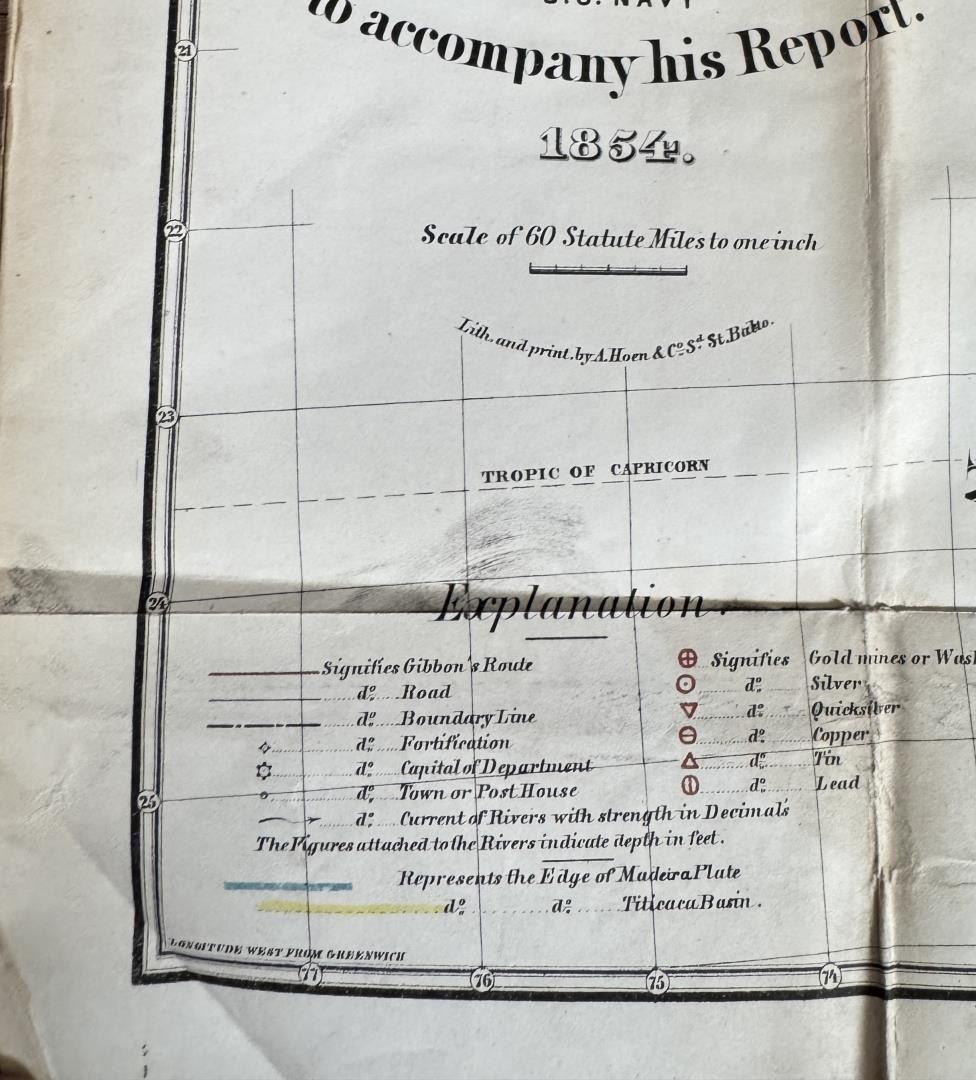 U.S. NAVY
to accompany his Report.
1854.
Scale of 60 Statute Miles to one inch
Lith. and print. by A. Hoen & Co. Sd. St. Balto.
TROPIC OF CAPRICORN
Explanation.
Signifies Gibbon's Route
do. Road
do. Boundary Line
do. Fortification
do. Capital of Department
do. Town or Post House
do. Current of Rivers with strength in Decimals
The Figures attached to the Rivers indicate depth in feet.
Represents the Edge of Madeira Plate
do. do. Titicaca Basin.
Signifies Gold mines or
do. Silver
do. Quicksilver
do. Copper
do. Tin
do. Lead
LONGITUDE WEST FROM GREENWICH
21
22
23
24
25
77
76
75
74